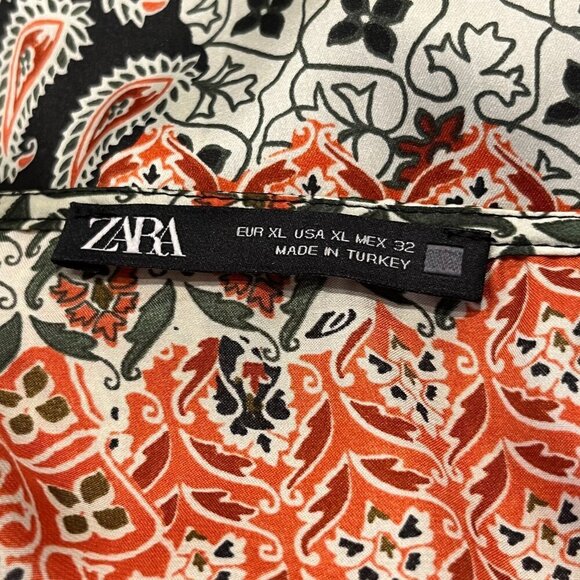 ZARA
EUR XL USA XL MEX 32
MADE IN TURKEY